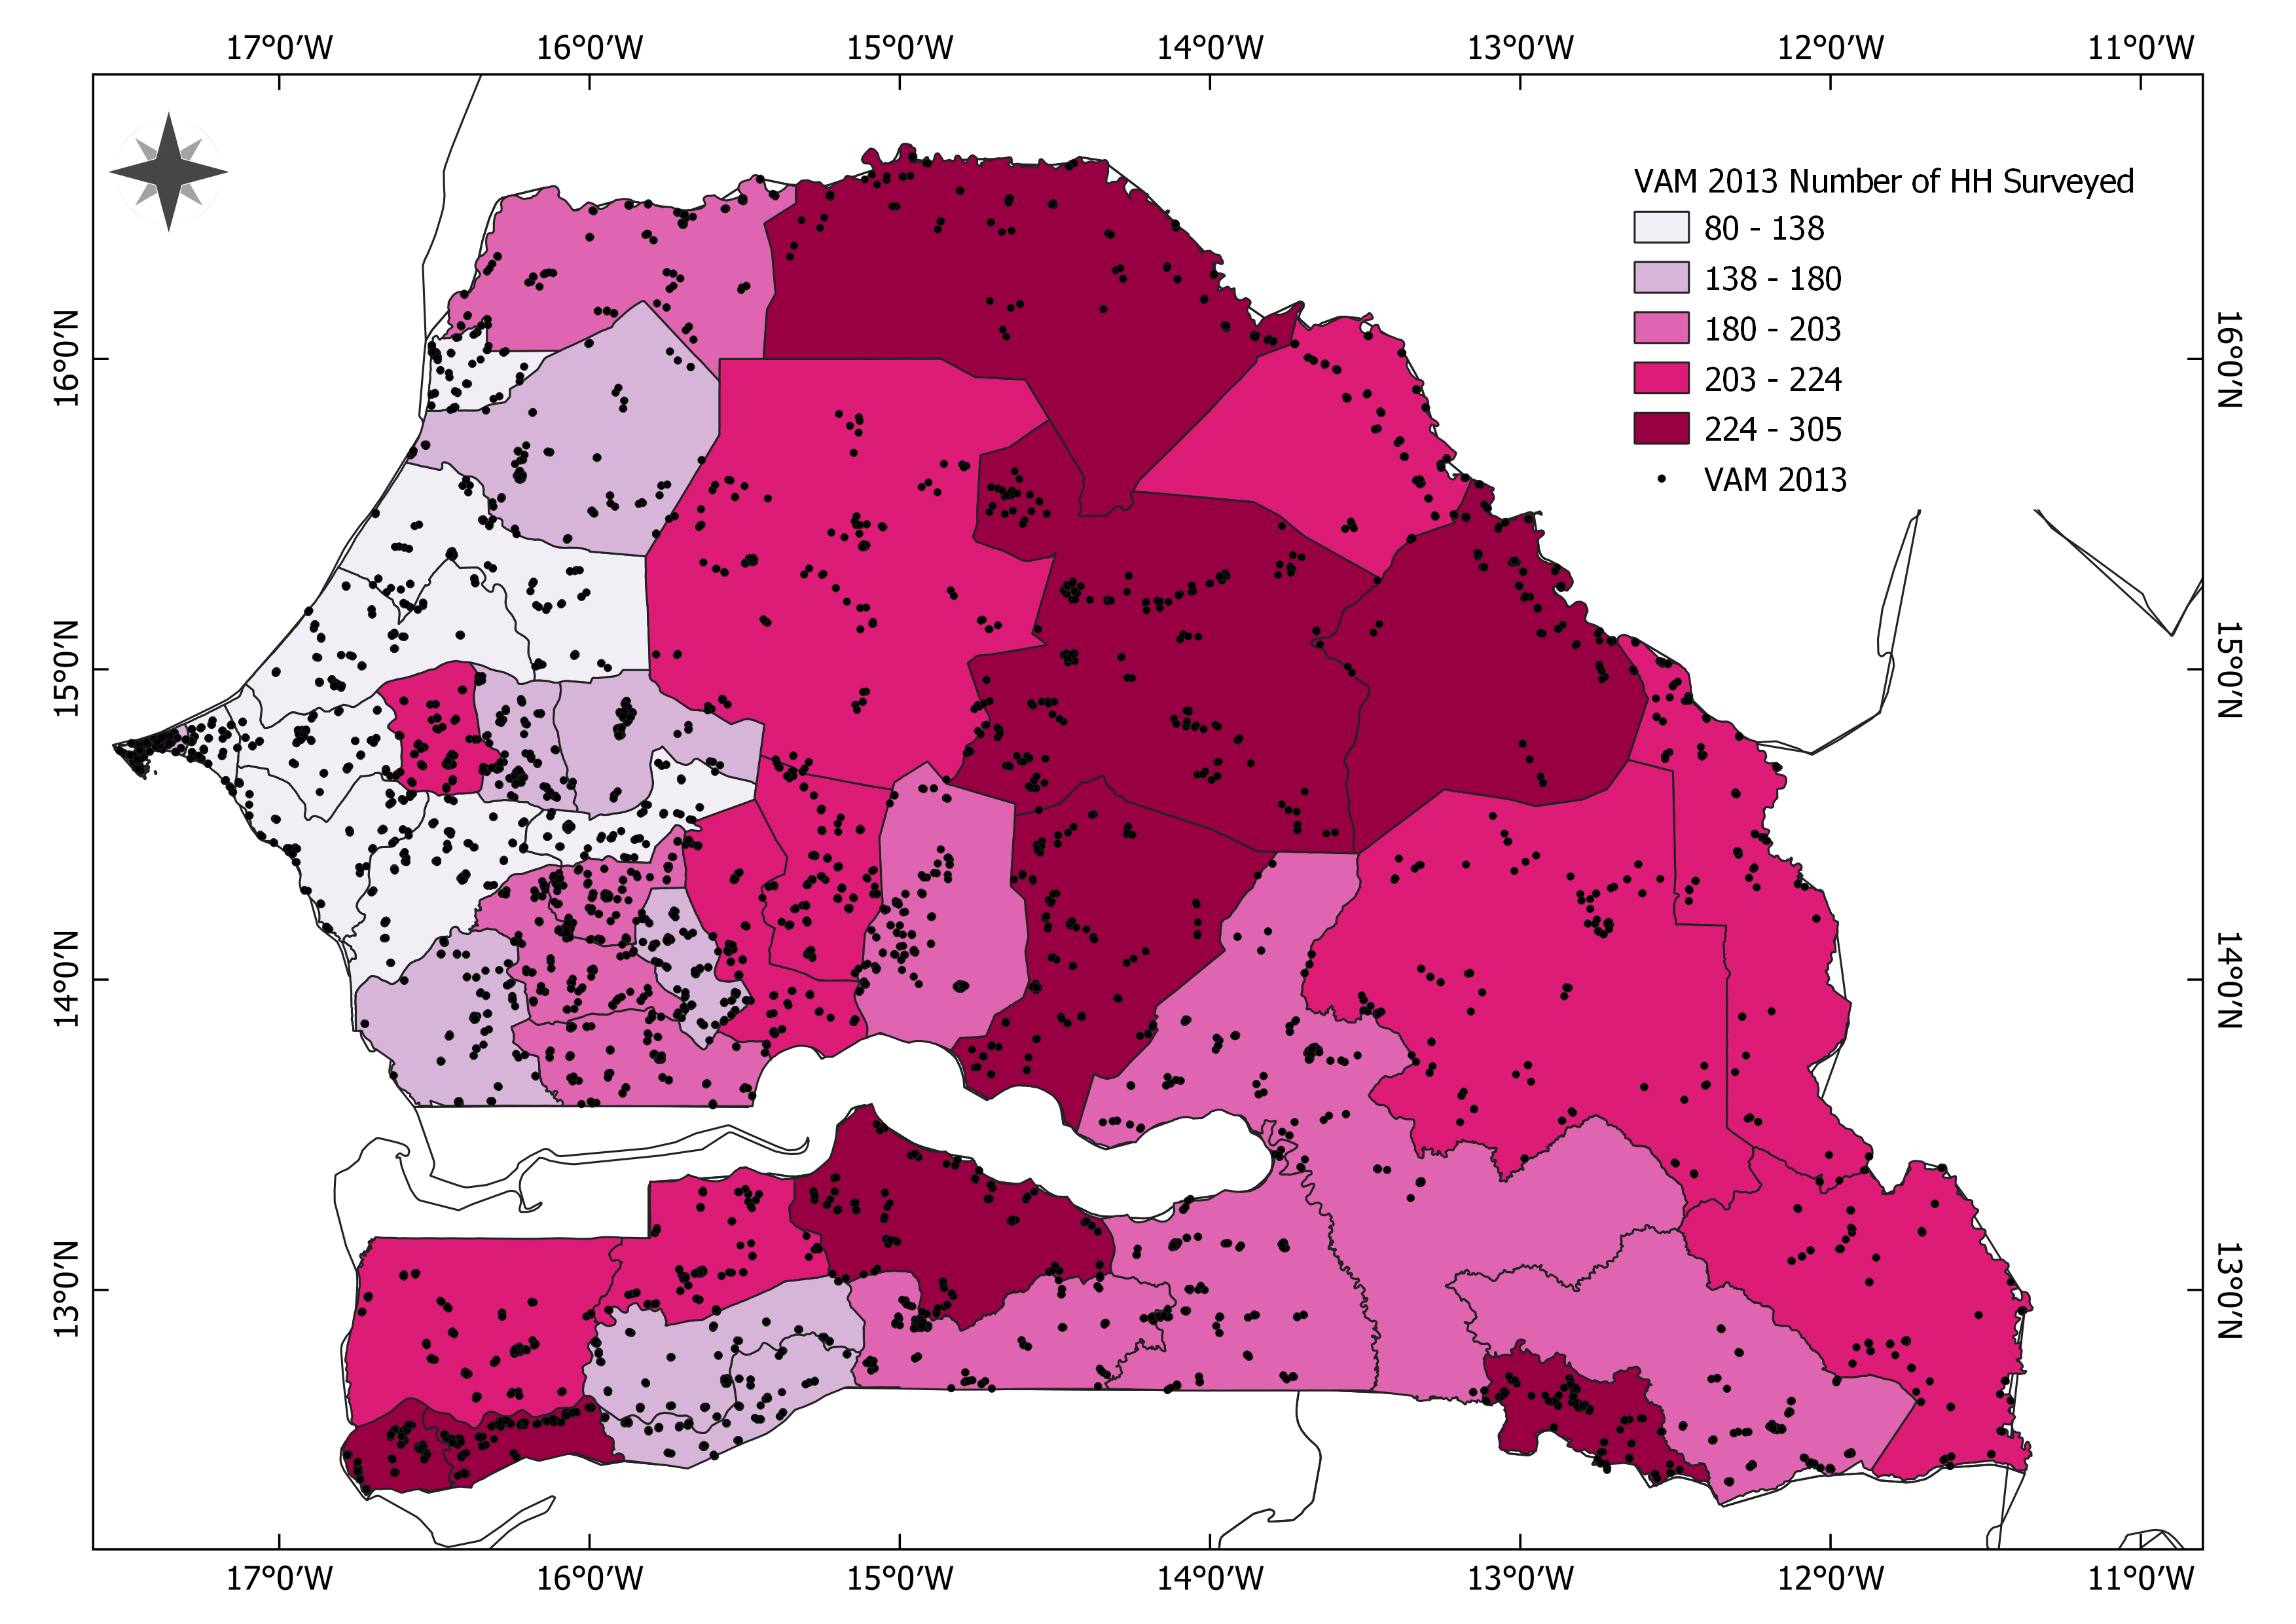 17°0′W 16°0′W 15°0′W 14°0′W 13°0′W 12°0′W 11°0′W
VAM 2013 Number of HH Surveyed
80 - 138
138 - 180
180 - 203
203 - 224
224 - 305
VAM 2013
16°0′N 16°0′N
15°0′N 15°0′N
14°0′N 14°0′N
13°0′N 13°0′N
17°0′W 16°0′W 15°0′W 14°0′W 13°0′W 12°0′W 11°0′W